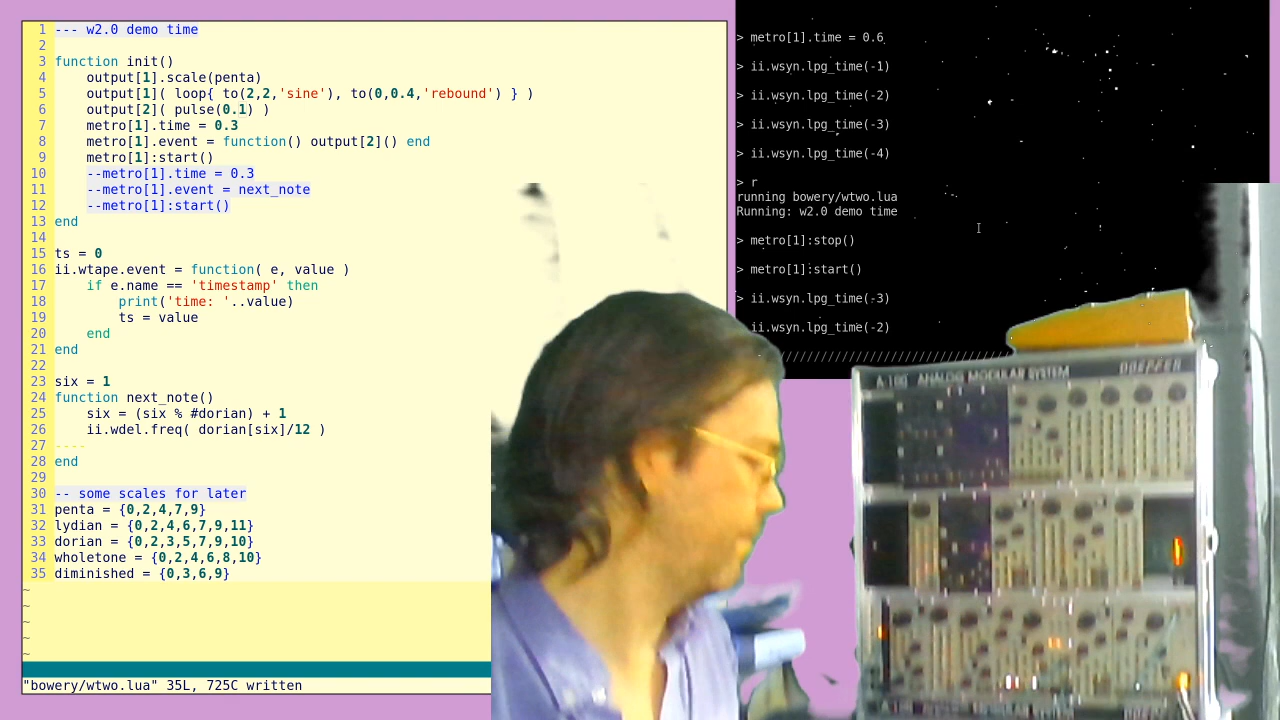 1 --- w2.0 demo time
2
3 function init()
4     output[1].scale(penta)
5     output[1]( loop{ to(2,2,'sine'), to(0,0.4,'rebound') } )
6     output[2]( pulse(0.1) )
7     metro[1].time = 0.3
8     metro[1].event = function() output[2]() end
9     metro[1]:start()
10     --metro[1].time = 0.3
11     --metro[1].event = next_note
12     --metro[1]:start()
13 end
14
15 ts = 0
16 ii.wtape.event = function( e, value )
17     if e.name == 'timestamp' then
18         print('time: '..value)
19         ts = value
20     end
21 end
22
23 six = 1
24 function next_note()
25     six = (six % #dorian) + 1
26     ii.wdel.freq( dorian[six]/12 )
27 ----
28 end
29
30 -- some scales for later
31 penta = {0,2,4,7,9}
32 lydian = {0,2,4,6,7,9,11}
33 dorian = {0,2,3,5,7,9,10}
34 wholetone = {0,2,4,6,8,10}
35 diminished = {0,3,6,9}
~
~
~
~
~
"bowery/wtwo.lua" 35L, 725C written
> metro[1].time = 0.6
> ii.wsyn.lpg_time(-1)
> ii.wsyn.lpg_time(-2)
> ii.wsyn.lpg_time(-3)
> ii.wsyn.lpg_time(-4)
> r
running bowery/wtwo.lua
Running: w2.0 demo time
> metro[1]:stop()
> metro[1]:start()
> ii.wsyn.lpg_time(-3)
ii.wsyn.lpg_time(-2)
////////////////////////////////
A-100 ANALOG MODULAR SYSTEM
DOEPFER